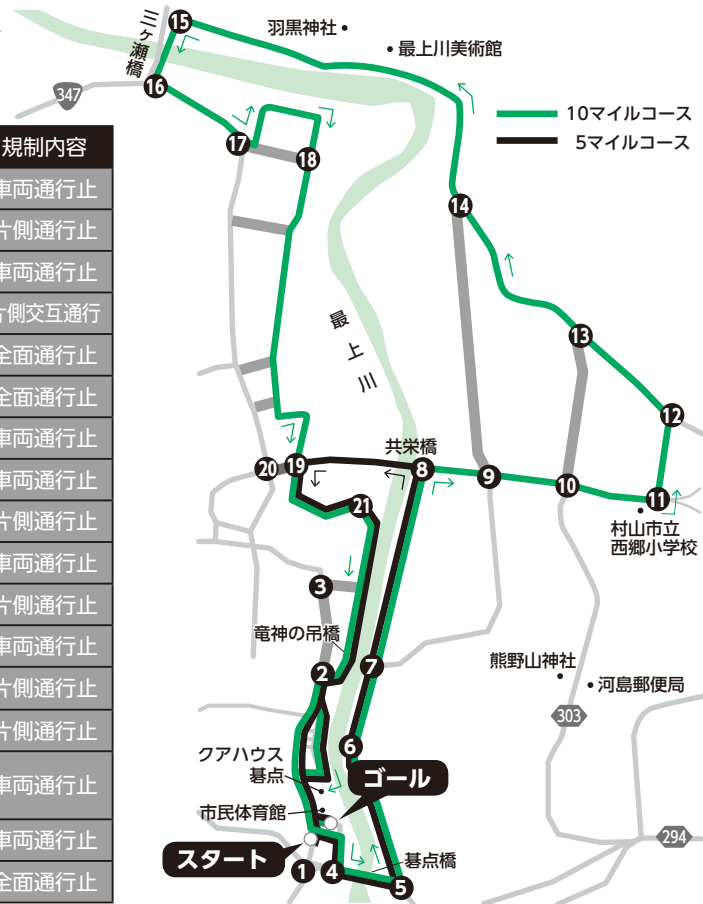 規制内容
車両通行止
片側通行止
車両通行止
片側交互通行
全面通行止
全面通行止
車両通行止
車両通行止
片側通行止
車両通行止
片側通行止
車両通行止
片側通行止
片側通行止
車両通行止
車両通行止
全面通行止
10マイルコース
5マイルコース
羽黒神社
最上川美術館
三ヶ瀬橋
347
15
16
17
18
14
13
12
最上川
共栄橋
20
19
8
9
10
11
村山市立
西郷小学校
21
3
竜神の吊橋
2
7
熊野山神社
河島郵便局
303
6
クアハウス
碁点
ゴール
市民体育館
スタート
294
碁点橋
1
4
5